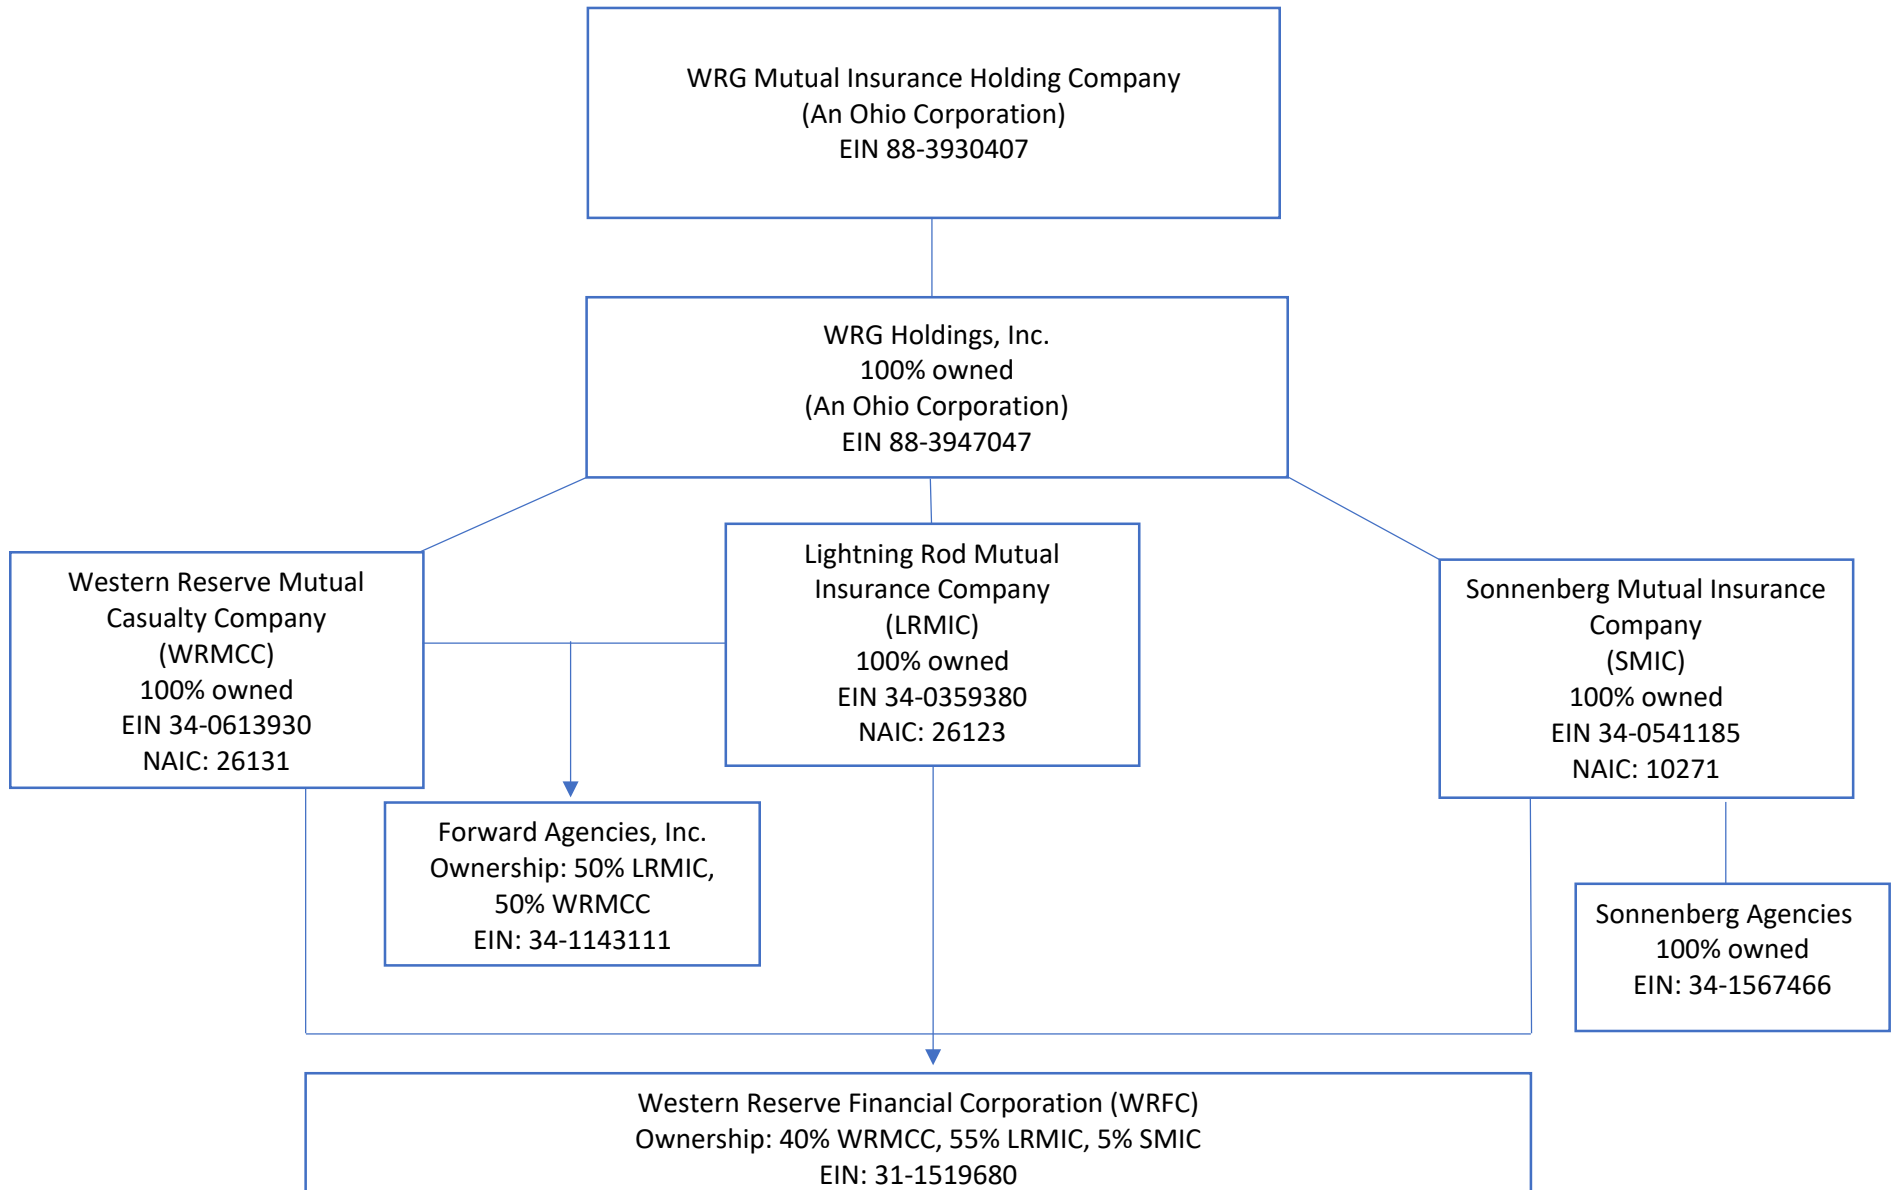 WRG Mutual Insurance Holding Company
(An Ohio Corporation)
EIN 88-3930407
WRG Holdings, Inc.
100% owned
(An Ohio Corporation)
EIN 88-3947047
Western Reserve Mutual
Casualty Company
(WRMCC)
100% owned
EIN 34-0613930
NAIC: 26131
Lightning Rod Mutual
Insurance Company
(LRMIC)
100% owned
EIN 34-0359380
NAIC: 26123
Sonnenberg Mutual Insurance
Company
(SMIC)
100% owned
EIN 34-0541185
NAIC: 10271
Forward Agencies, Inc.
Ownership: 50% LRMIC,
50% WRMCC
EIN: 34-1143111
Sonnenberg Agencies
100% owned
EIN: 34-1567466
Western Reserve Financial Corporation (WRFC)
Ownership: 40% WRMCC, 55% LRMIC, 5% SMIC
EIN: 31-1519680